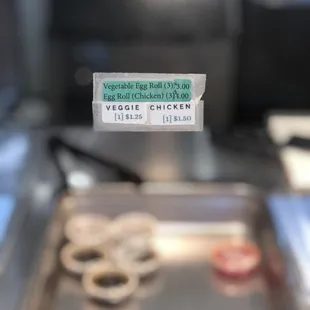 Vegetable Egg Roll (3) $3.00
Egg Roll (Chicken) (3) $4.00
VEGGIE CHICKEN
[1] $1.25 [1] $1.50